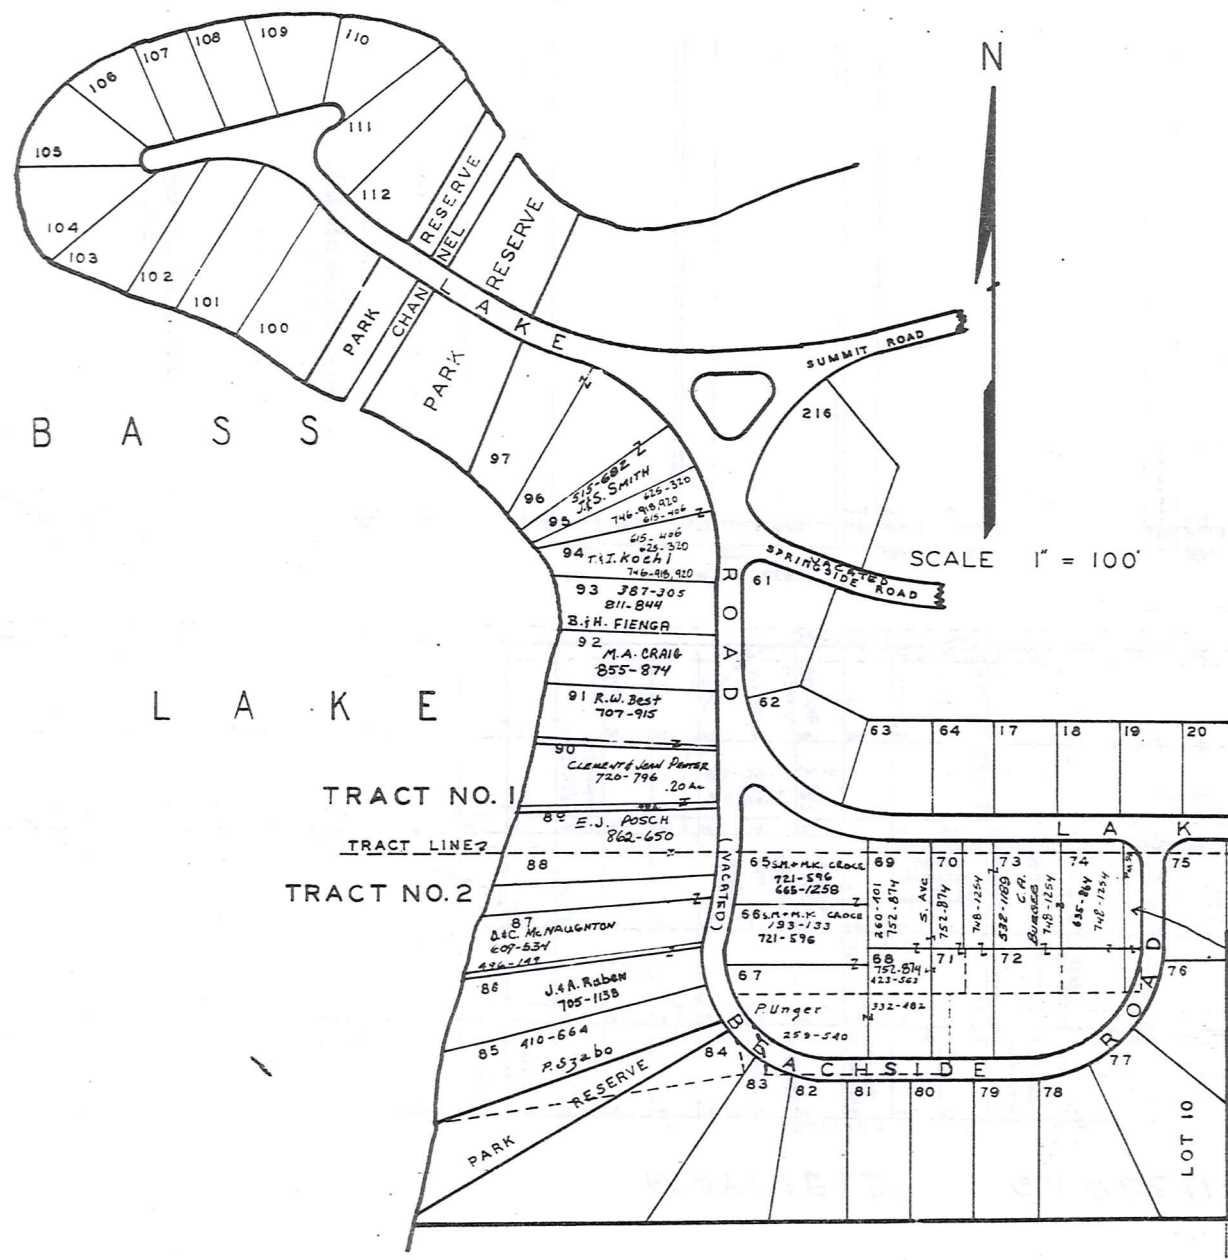 N
109
110
108
107
106
105
111
112
104
103
102
101
100
RESERVE
RESERVE
CHANNEL
PARK
PARK
LAKE
SUMMIT ROAD
216
BASS
LAKE
97
96
515-682
J.&S. SMITH
95
625-320
746-918,920
615-406
94
615-406
625-320
T.&I. Koehl
746-918,920
93 387-305
811-844
B.&H. FIENGA
92
M.A. CRAIG
855-874
91 R.W. Best
707-915
90
CLEMENT & JEAN
720-796
.20 Ac
89
E.J. POSCH
862-650
ROAD
VACATED
SPRINGSIDE ROAD
SCALE 1" = 100'
61
62
63
64
17
18
19
20
TRACT NO. 1
TRACT LINE
TRACT NO. 2
88
87
D.&C. McNAUGHTON
609-534
496-149
86
J.&A. Raben
705-1138
85
410-664
P. Szabo
84
PARK RESERVE
(VACATED)
LAK
65 S.M.+M.K. CROCE
721-596
665-1258
66 S.M.+M.K. CROCE
193-133
721-596
67
P. Unger
259-540
69
260-401
752-874
68
752-874
423-563
332-482
70
S. Ave
752-874
71
748-1254
73
532-1189
C.A.
BURGESS
748-1254
72
74
635-864
748-1254
75
76
77
BEACHSIDE ROAD
83
82
81
80
79
78
LOT 10